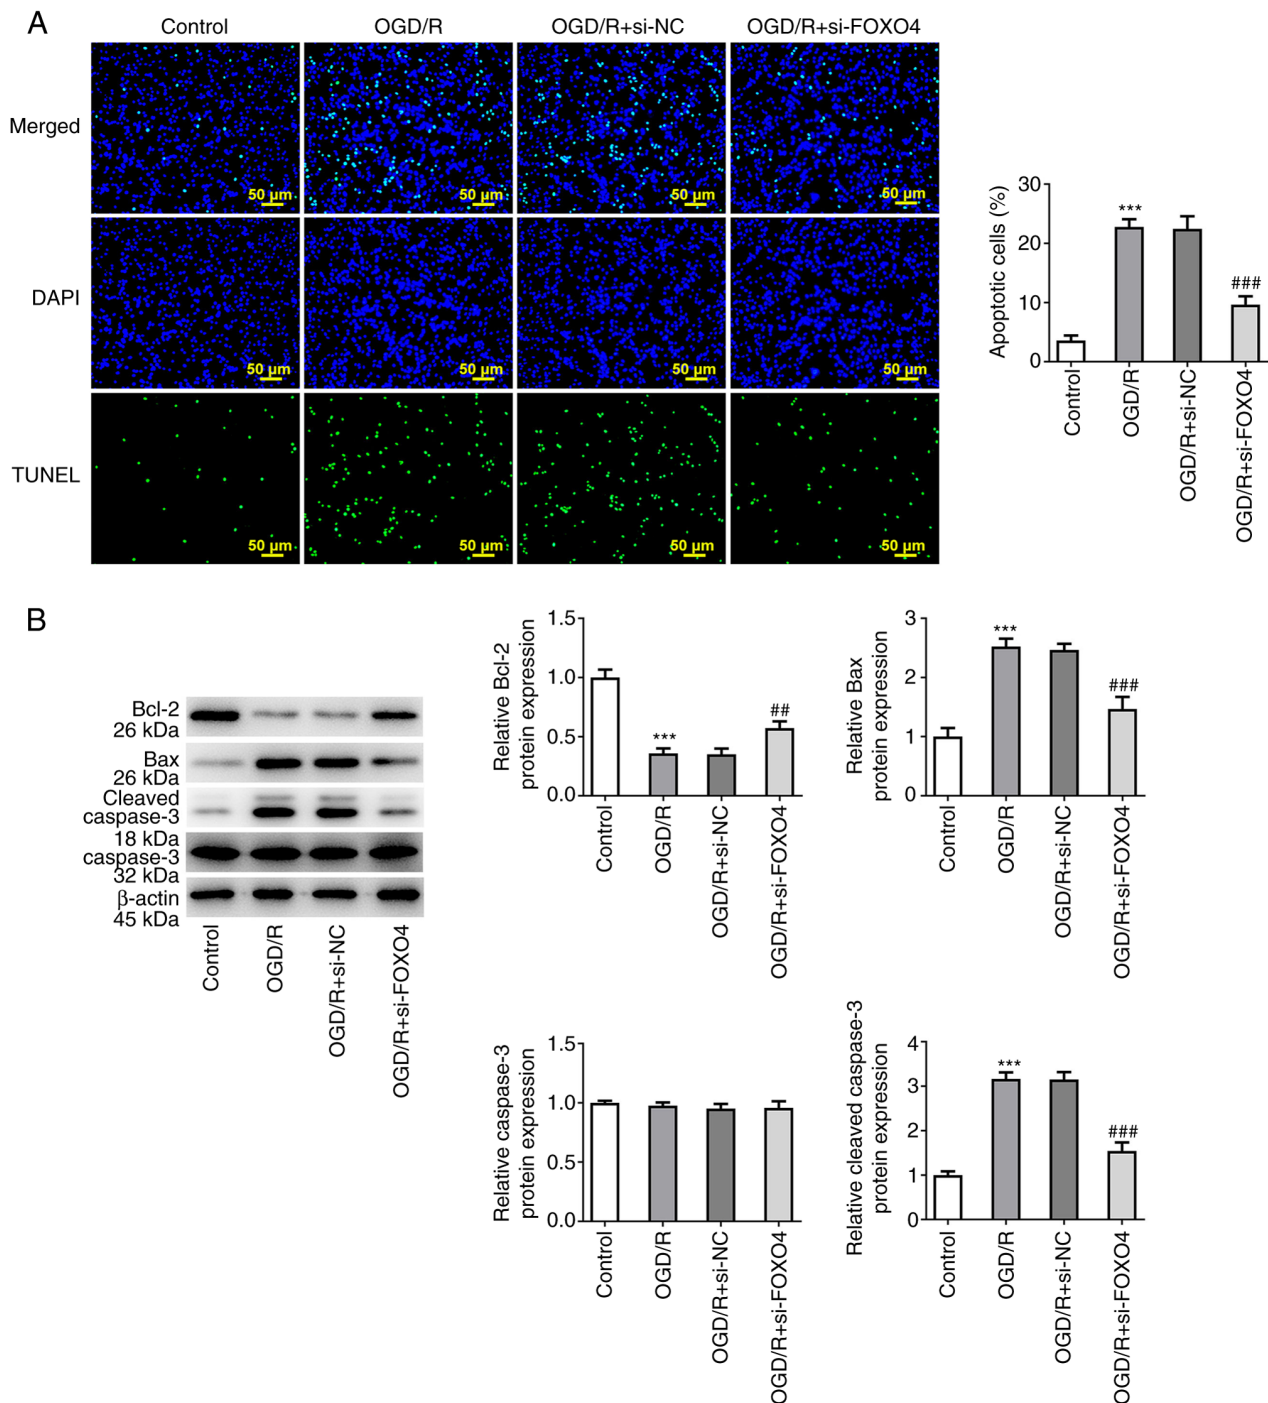 A
Control
OGD/R
OGD/R+si-NC
OGD/R+si-FOXO4
Merged
50 µm
50 µm
50 µm
50 µm
DAPI
50 µm
50 µm
50 µm
50 µm
TUNEL
50 µm
50 µm
50 µm
50 µm
Apoptotic cells (%)
30
20
10
0
***
###
Control
OGD/R
OGD/R+si-NC
OGD/R+si-FOXO4
B
Bcl-2
26 kDa
Bax
26 kDa
Cleaved
caspase-3
18 kDa
caspase-3
32 kDa
β-actin
45 kDa
Control
OGD/R
OGD/R+si-NC
OGD/R+si-FOXO4
Relative Bcl-2
protein expression
1.5
1.0
0.5
0.0
***
##
Control
OGD/R
OGD/R+si-NC
OGD/R+si-FOXO4
Relative Bax
protein expression
3
2
1
0
***
###
Control
OGD/R
OGD/R+si-NC
OGD/R+si-FOXO4
Relative caspase-3
protein expression
1.5
1.0
0.5
0.0
Control
OGD/R
OGD/R+si-NC
OGD/R+si-FOXO4
Relative cleaved caspase-3
protein expression
4
3
2
1
0
***
###
Control
OGD/R
OGD/R+si-NC
OGD/R+si-FOXO4